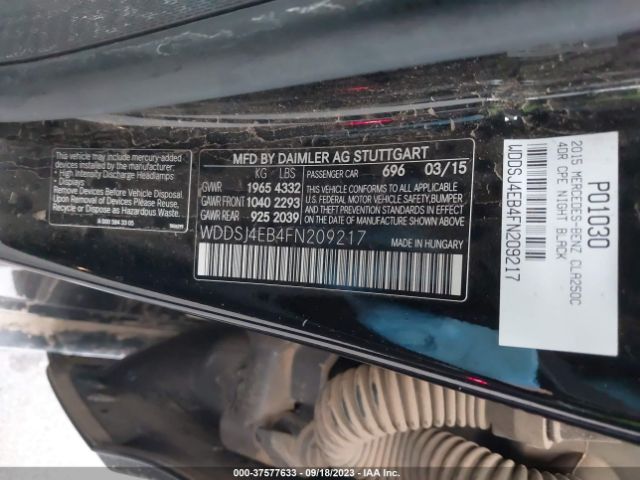 This vehicle may include mercury-added
devices installed by the
manufacturer:
* High Intensity Discharge Headlamps
Remove Devices Before Vehicle Disposal
Upon Removal of Devices Please Reuse,
Recycle or dispose as Hazardous Waste.
MFD BY DAIMLER AG STUTTGART
KG LBS
PASSENGER CAR 696 03/15
GVWR 1965 4332
GAWR FRONT 1040 2293
GAWR REAR 925 2039
THIS VEHICLE CONFORMS TO ALL APPLICABLE
U.S. FEDERAL MOTOR VEHICLE SAFETY, BUMPER,
AND THEFT PREVENTION STANDARDS IN EFFECT
ON THE DATE OF MANUFACTURE SHOWN ABOVE.
WDDSJ4EB4FN209217
MADE IN HUNGARY
P01030
2015 MERCEDES-BENZ CLA250C
4DR CPE NIGHT BLACK
WDDSJ4EB4FN209217
000-37577633 - 09/18/2023 - IAA Inc.